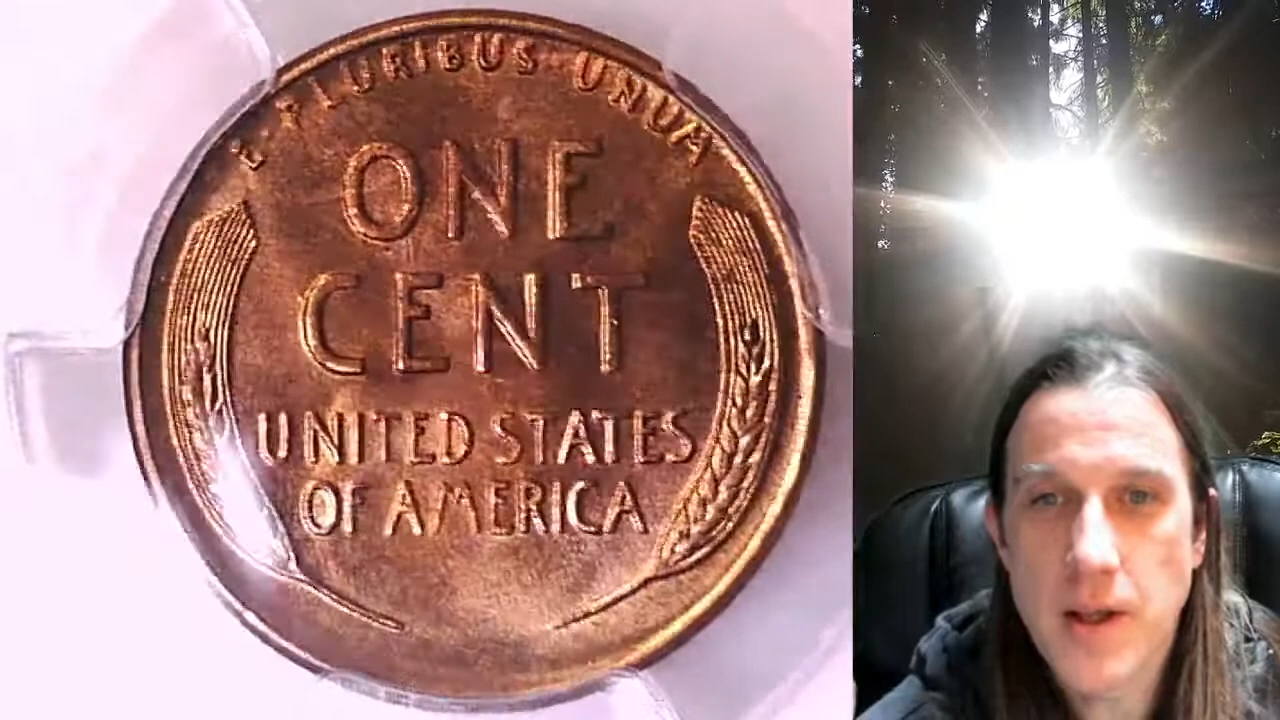 E PLURIBUS UNUM
ONE
CENT
UNITED STATES
OF AMERICA